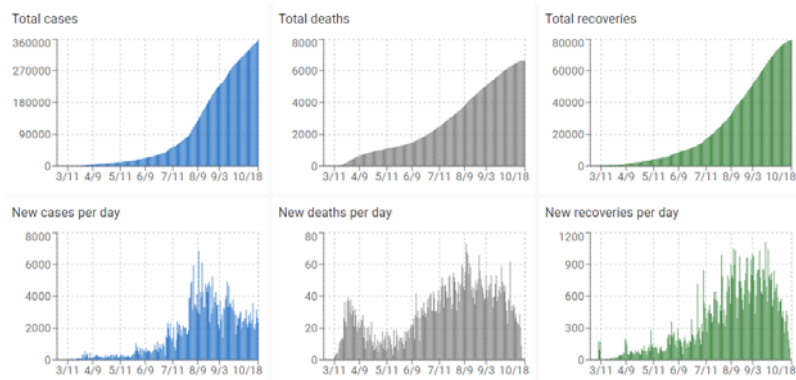 Total cases
360000
270000
180000
90000
0
3/11 4/9 5/11 6/9 7/11 8/9 9/3 10/18
Total deaths
8000
6000
4000
2000
0
3/11 4/9 5/11 6/9 7/11 8/9 9/3 10/18
Total recoveries
80000
60000
40000
20000
0
3/11 4/9 5/11 6/9 7/11 8/9 9/3 10/18
New cases per day
8000
6000
4000
2000
0
3/11 4/9 5/11 6/9 7/11 8/9 9/3 10/18
New deaths per day
80
60
40
20
0
3/11 4/9 5/11 6/9 7/11 8/9 9/3 10/18
New recoveries per day
1200
900
600
300
0
3/11 4/9 5/11 6/9 7/11 8/9 9/3 10/18